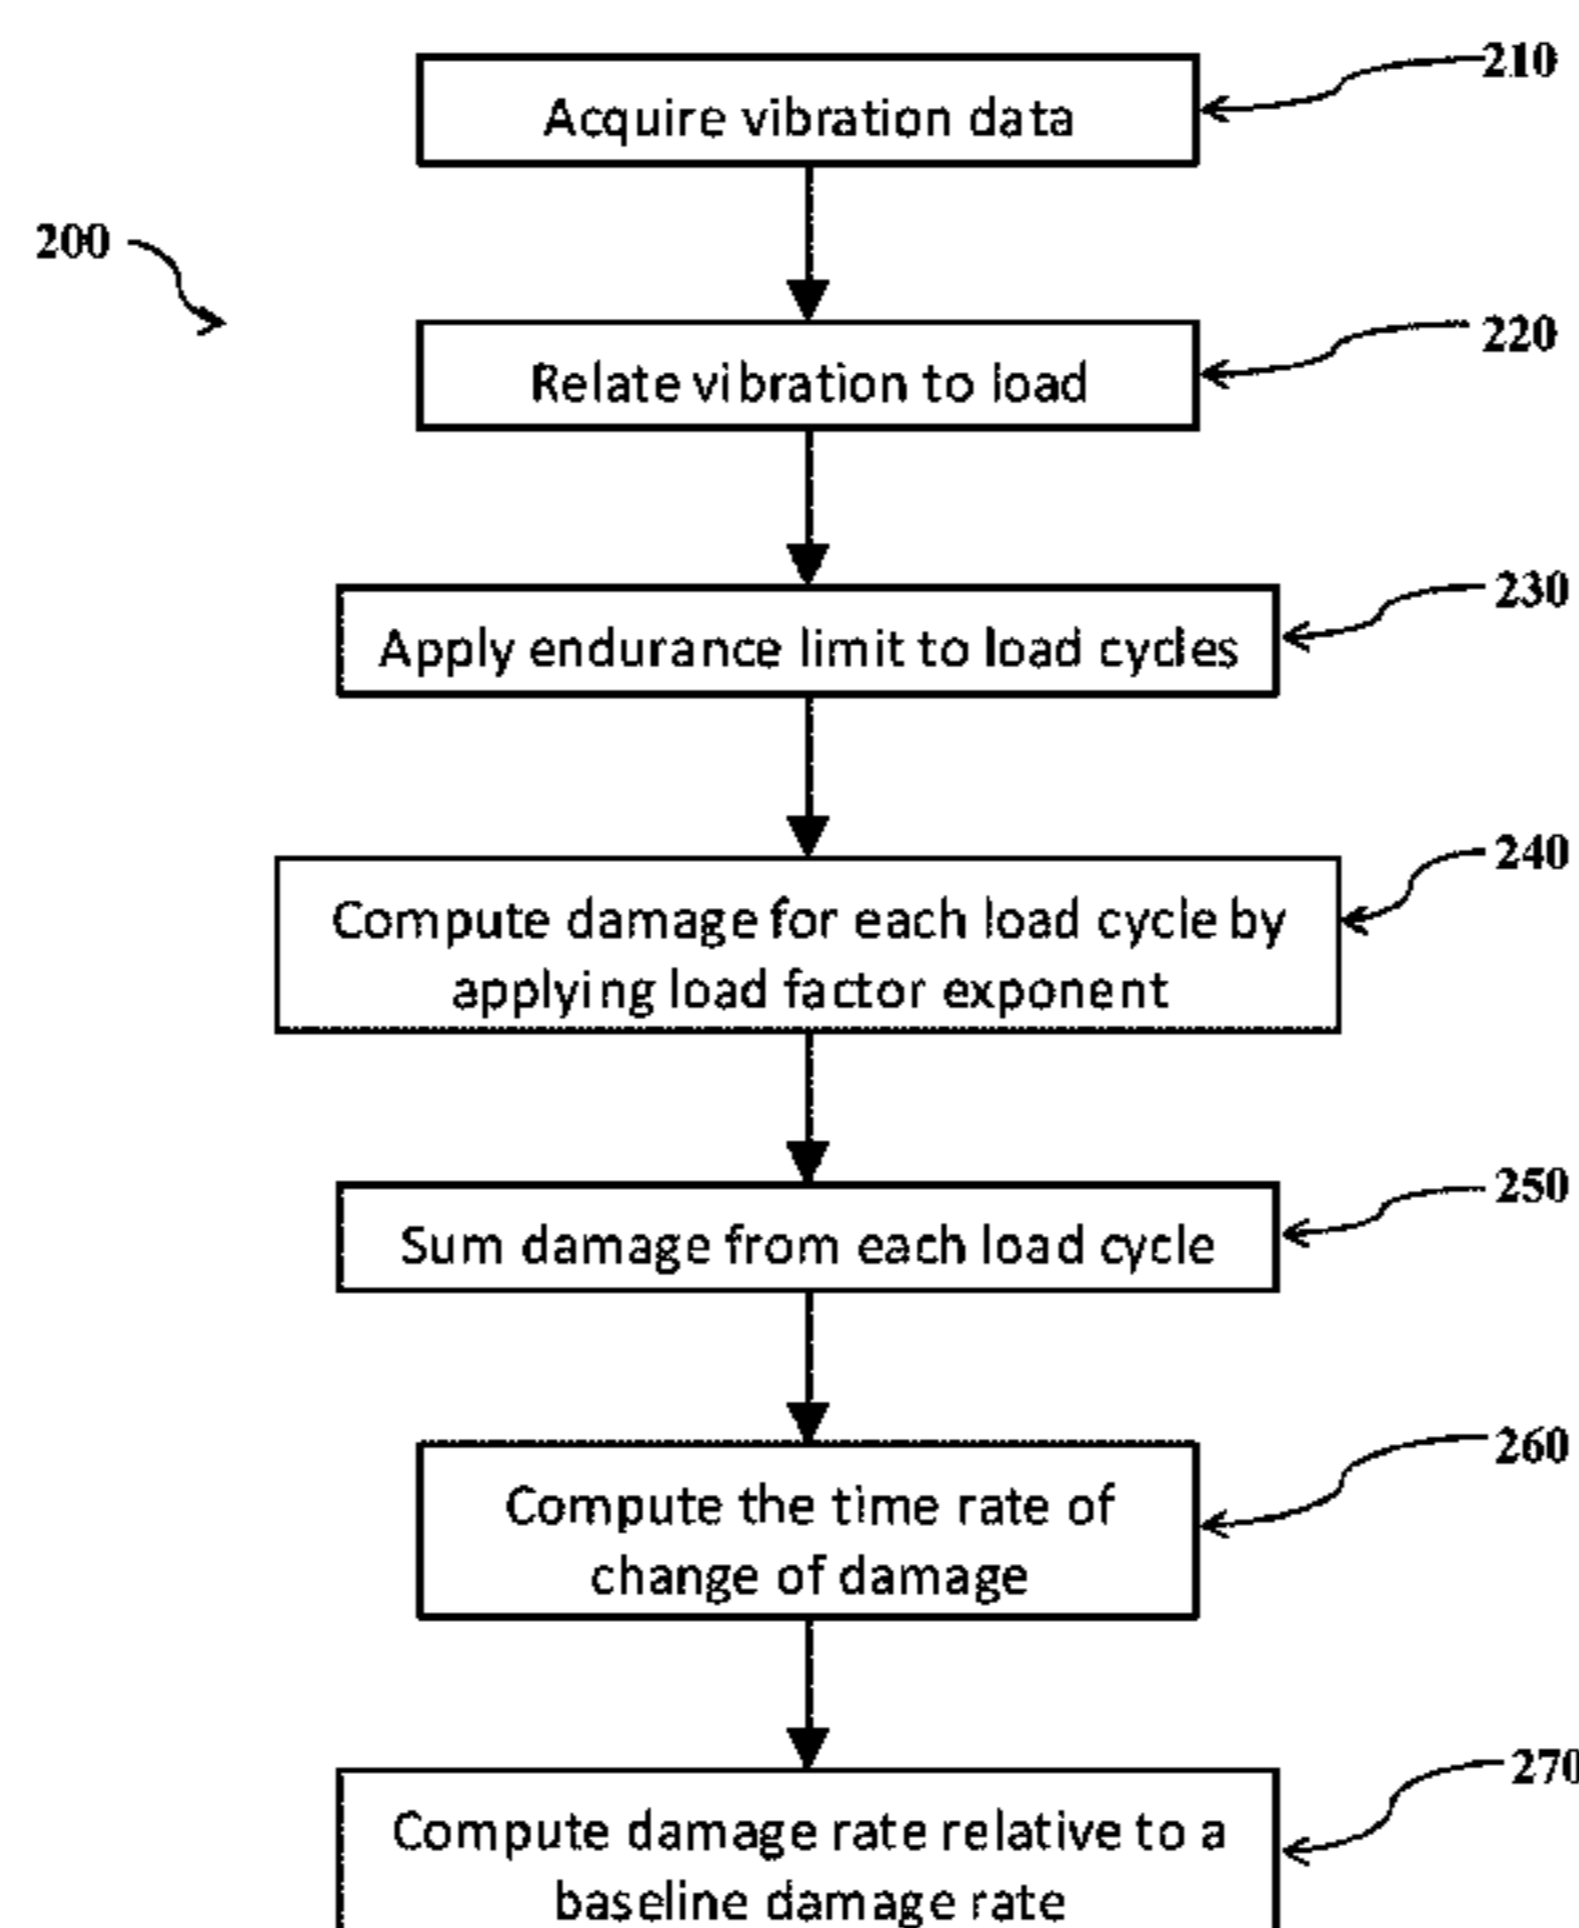 210
Acquire vibration data
200
220
Relate vibration to load
230
Apply endurance limit to load cycles
240
Compute damage for each load cycle by
applying load factor exponent
250
Sum damage from each load cycle
260
Compute the time rate of
change of damage
270
Compute damage rate relative to a
baseline damage rate